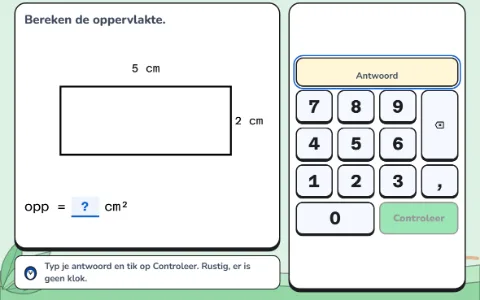 Bereken de oppervlakte.
5 cm
2 cm
opp = ? cm²
Typ je antwoord en tik op Controleer. Rustig, er is
geen klok.
Antwoord
7 8 9
4 5 6
1 2 3 ,
0 Controleer